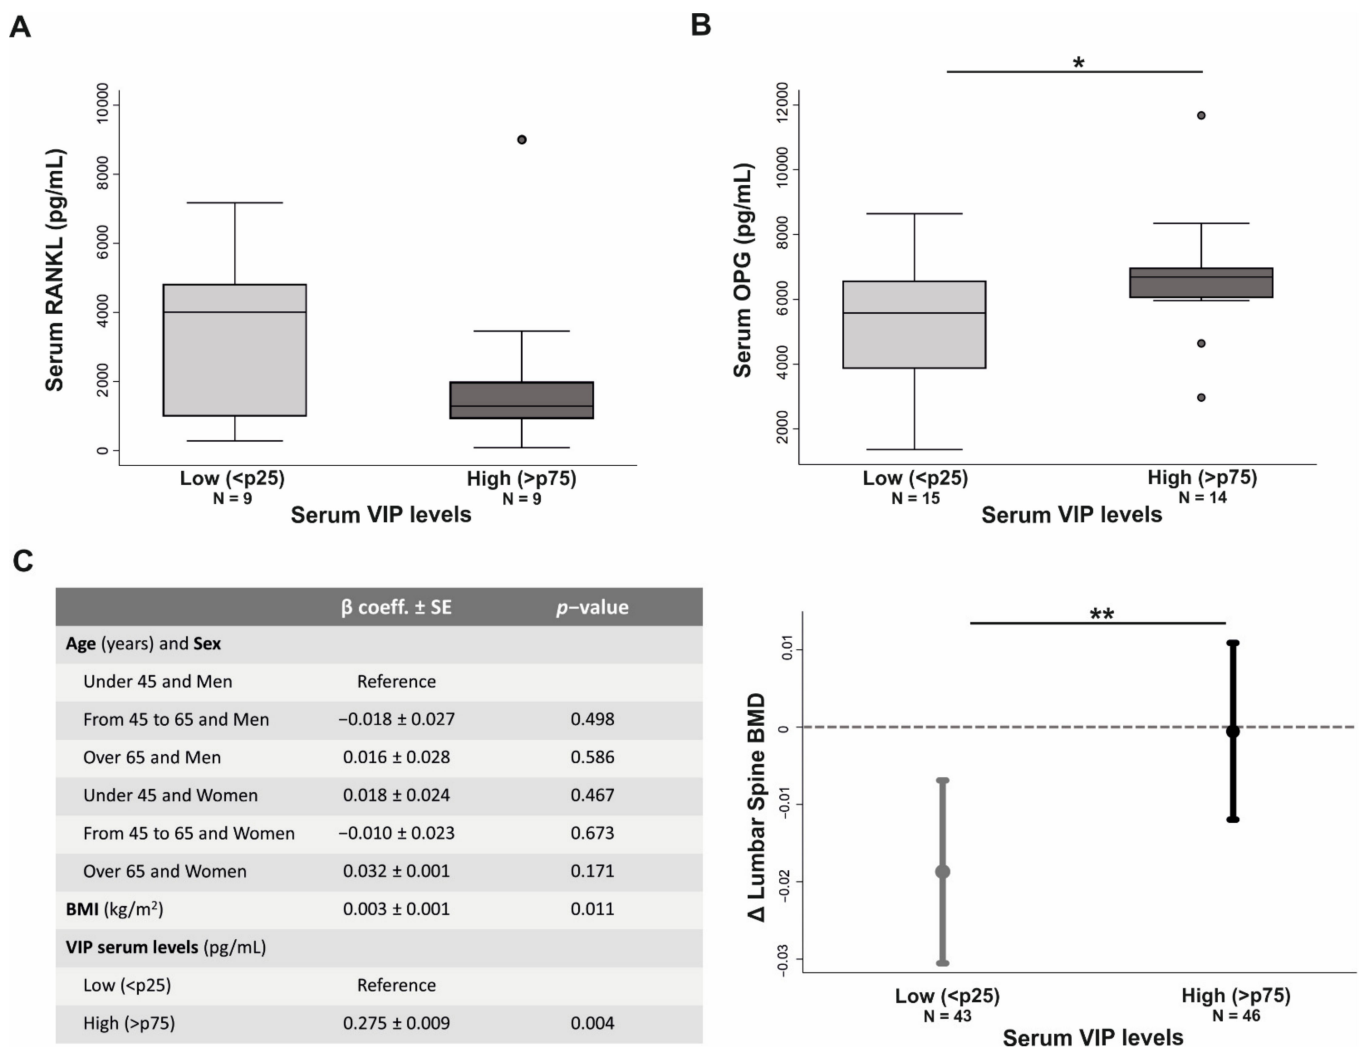 A
Serum RANKL (pg/mL)
10000
8000
6000
4000
2000
0
Low (<p25)
N = 9
High (>p75)
N = 9
Serum VIP levels
B
*
Serum OPG (pg/mL)
12000
10000
8000
6000
4000
2000
Low (<p25)
N = 15
High (>p75)
N = 14
Serum VIP levels
C
β coeff. ± SE p−value
Age (years) and Sex
Under 45 and Men Reference
From 45 to 65 and Men −0.018 ± 0.027 0.498
Over 65 and Men 0.016 ± 0.028 0.586
Under 45 and Women 0.018 ± 0.024 0.467
From 45 to 65 and Women −0.010 ± 0.023 0.673
Over 65 and Women 0.032 ± 0.001 0.171
BMI (kg/m²) 0.003 ± 0.001 0.011
VIP serum levels (pg/mL)
Low (<p25) Reference
High (>p75) 0.275 ± 0.009 0.004
**
Δ Lumbar Spine BMD
0.01
0
−0.01
−0.02
−0.03
Low (<p25)
N = 43
High (>p75)
N = 46
Serum VIP levels